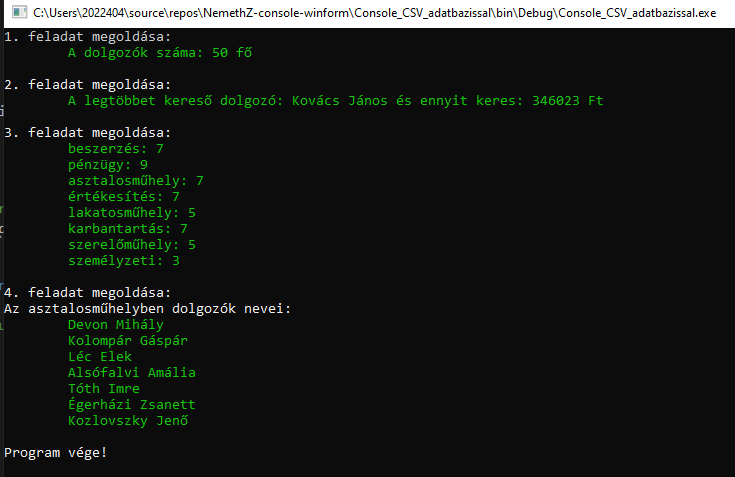 C:\Users\2022404\source\repos\NemethZ-console-winform\Console_CSV_adatbazissal\bin\Debug\Console_CSV_adatbazissal.exe
1. feladat megoldása:
A dolgozók száma: 50 fő
2. feladat megoldása:
A legtöbbet kereső dolgozó: Kovács János és ennyit keres: 346023 Ft
3. feladat megoldása:
beszerzés: 7
pénzügy: 9
asztalosműhely: 7
értékesítés: 7
lakatosműhely: 5
karbantartás: 7
szerelőműhely: 5
személyzeti: 3
4. feladat megoldása:
Az asztalosműhelyben dolgozók nevei:
Devon Mihály
Kolompár Gáspár
Léc Elek
Alsófalvi Amália
Tóth Imre
Égerházi Zsanett
Kozlovszky Jenő
Program vége!